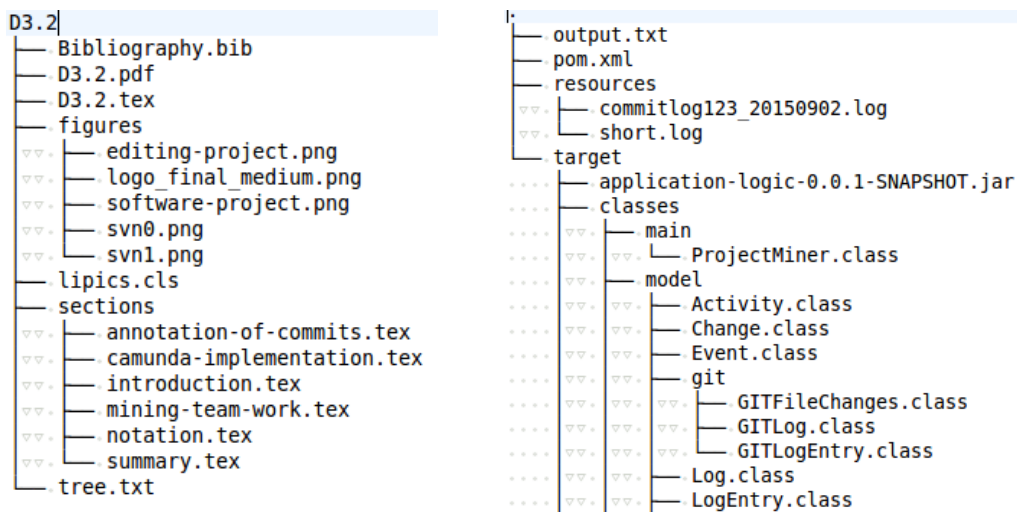 D3.2
├── Bibliography.bib
├── D3.2.pdf
├── D3.2.tex
├── figures
│   ├── editing-project.png
│   ├── logo_final_medium.png
│   ├── software-project.png
│   ├── svn0.png
│   └── svn1.png
├── lipics.cls
├── sections
│   ├── annotation-of-commits.tex
│   ├── camunda-implementation.tex
│   ├── introduction.tex
│   ├── mining-team-work.tex
│   ├── notation.tex
│   └── summary.tex
└── tree.txt
.
├── output.txt
├── pom.xml
├── resources
│   ├── commitlog123_20150902.log
│   └── short.log
└── target
    ├── application-logic-0.0.1-SNAPSHOT.jar
    ├── classes
    │   ├── main
    │   │   └── ProjectMiner.class
    │   ├── model
    │   │   ├── Activity.class
    │   │   ├── Change.class
    │   │   ├── Event.class
    │   │   ├── git
    │   │   │   ├── GITFileChanges.class
    │   │   │   ├── GITLog.class
    │   │   │   └── GITLogEntry.class
    │   │   ├── Log.class
    │   │   ├── LogEntry.class